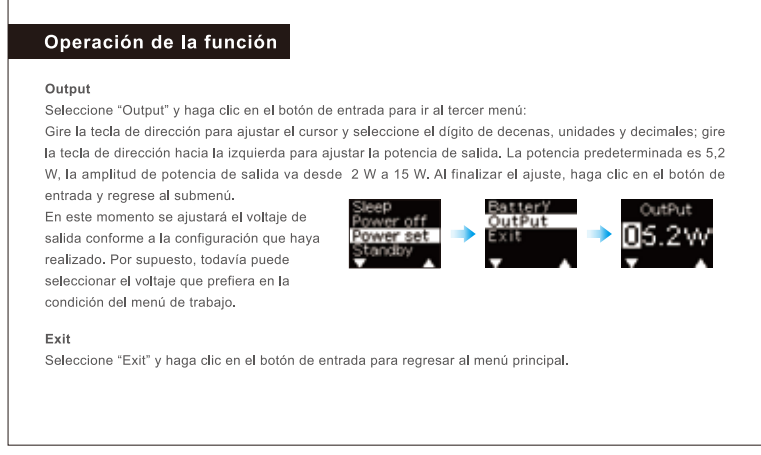 Operación de la función
Output
Seleccione “Output” y haga clic en el botón de entrada para ir al tercer menú:
Gire la tecla de dirección para ajustar el cursor y seleccione el dígito de decenas, unidades y decimales; gire
la tecla de dirección hacia la izquierda para ajustar la potencia de salida. La potencia predeterminada es 5,2
W, la amplitud de potencia de salida va desde 2 W a 15 W. Al finalizar el ajuste, haga clic en el botón de
entrada y regrese al submenú.
En este momento se ajustará el voltaje de
salida conforme a la configuración que haya
realizado. Por supuesto, todavía puede
seleccionar el voltaje que prefiera en la
condición del menú de trabajo.
Sleep
Power off
Power set
Standby
BatterY
OutPut
Exit
OutPut
05.2W
Exit
Seleccione “Exit” y haga clic en el botón de entrada para regresar al menú principal.